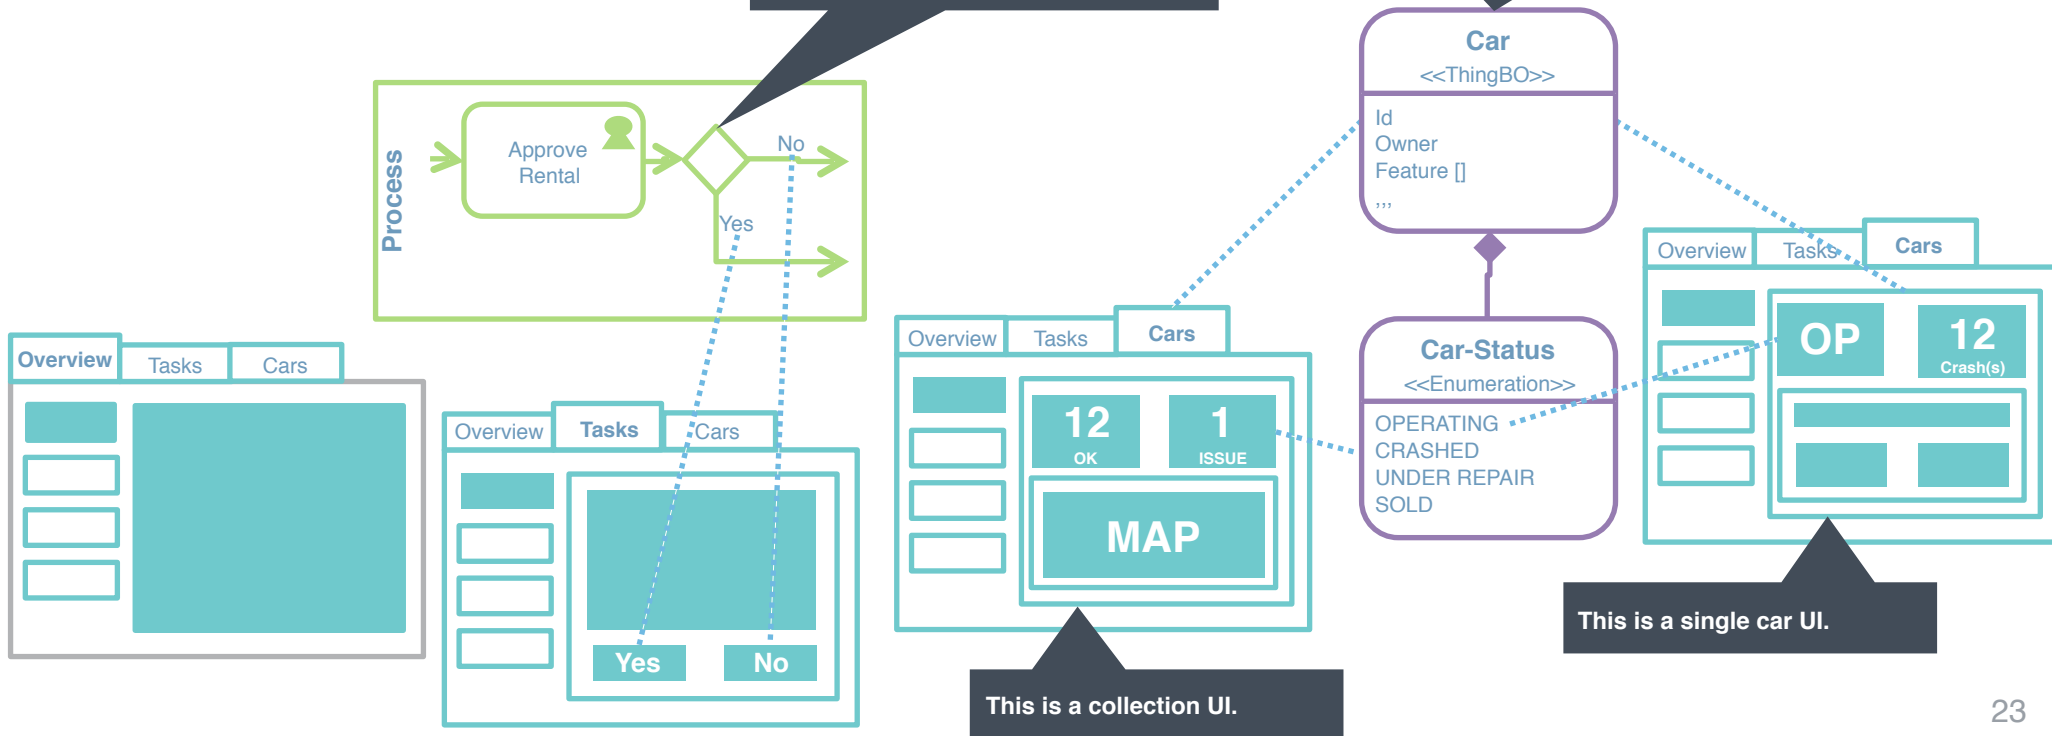 Process
Approve
Rental
No
Yes
Overview
Tasks
Cars
Overview
Tasks
Cars
Yes
No
Overview
Tasks
Cars
12
OK
1
ISSUE
MAP
This is a collection UI.
Car
<<ThingBO>>
Id
Owner
Feature []
,,,
Car-Status
<<Enumeration>>
OPERATING
CRASHED
UNDER REPAIR
SOLD
Overview
Tasks
Cars
OP
12
Crash(s)
This is a single car UI.
23